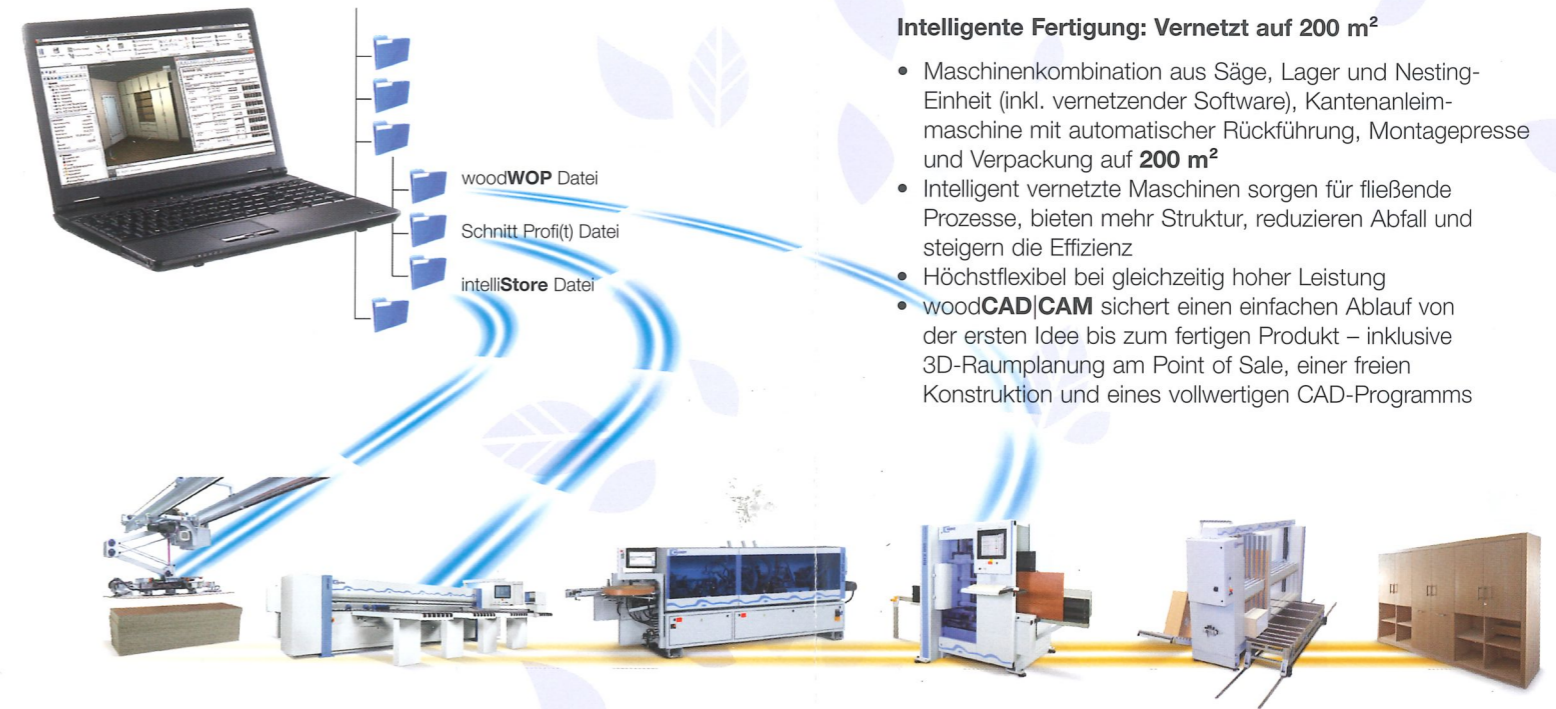 woodWOP Datei
Schnitt Profi(t) Datei
intelliStore Datei
Intelligente Fertigung: Vernetzt auf 200 m²
• Maschinenkombination aus Säge, Lager und Nesting-
Einheit (inkl. vernetzender Software), Kantenanleim-
maschine mit automatischer Rückführung, Montagepresse
und Verpackung auf 200 m²
• Intelligent vernetzte Maschinen sorgen für fließende
Prozesse, bieten mehr Struktur, reduzieren Abfall und
steigern die Effizienz
• Höchstflexibel bei gleichzeitig hoher Leistung
• woodCAD|CAM sichert einen einfachen Ablauf von
der ersten Idee bis zum fertigen Produkt – inklusive
3D-Raumplanung am Point of Sale, einer freien
Konstruktion und eines vollwertigen CAD-Programms